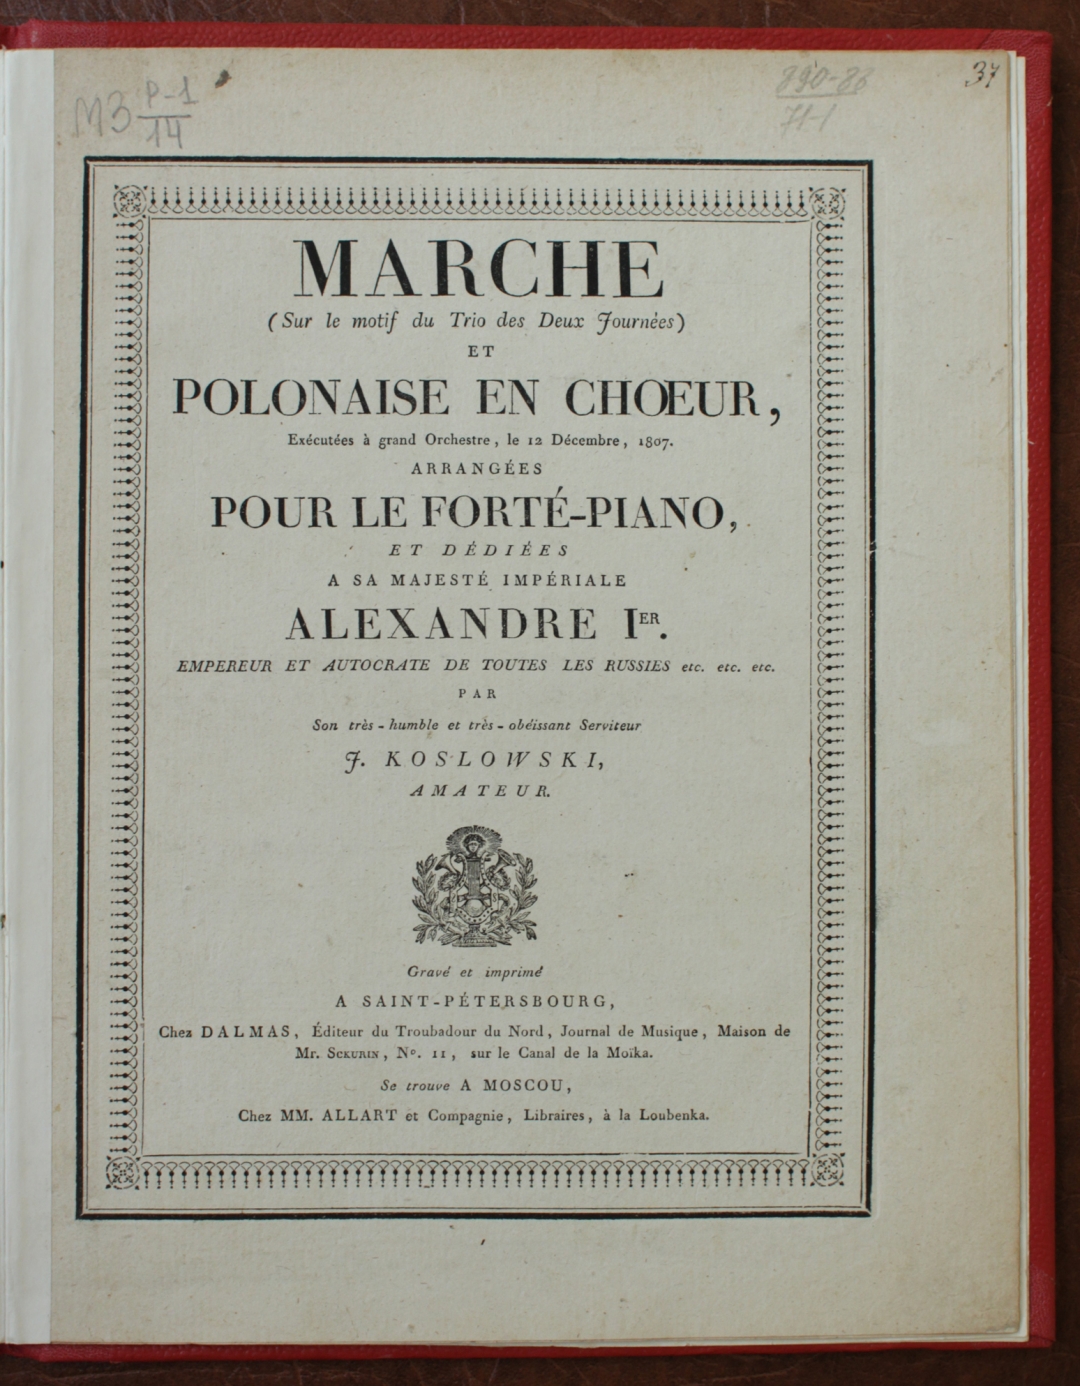 МЗ Р-1
14
890-88
71-1
37
MARCHE
(Sur le motif du Trio des Deux Journées)
ET
POLONAISE EN CHŒUR,
Exécutées à grand Orchestre, le 12 Décembre, 1807.
ARRANGÉES
POUR LE FORTÉ-PIANO,
ET DÉDIÉES
A SA MAJESTÉ IMPÉRIALE
ALEXANDRE IER.
EMPEREUR ET AUTOCRATE DE TOUTES LES RUSSIES etc. etc. etc.
PAR
Son très-humble et très-obéissant Serviteur
J. KOSLOWSKI,
AMATEUR.
Gravé et imprimé
A SAINT-PÉTERSBOURG,
Chez DALMAS, Éditeur du Troubadour du Nord, Journal de Musique, Maison de
Mr. SCKURIN, No. 11, sur le Canal de la Moïka.
Se trouve A MOSCOU,
Chez MM. ALLART et Compagnie, Libraires, à la Loubenka.